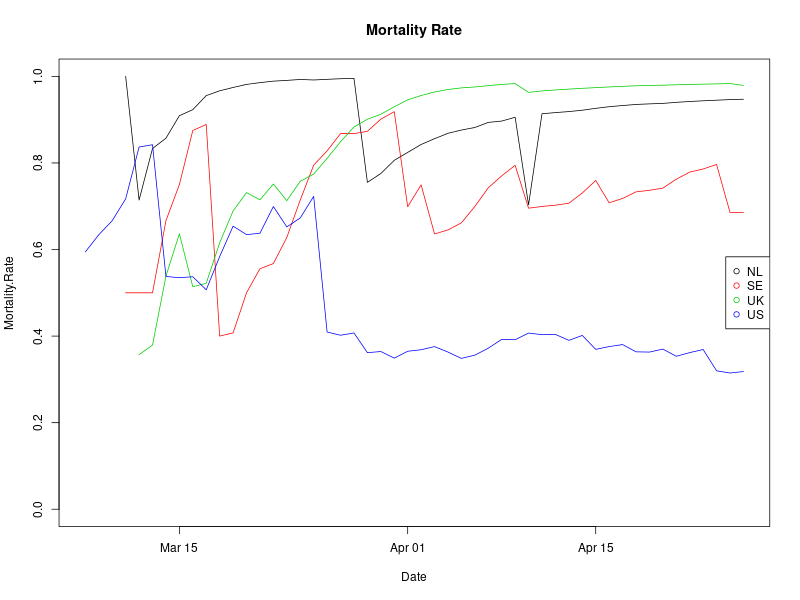 Mortality Rate
Mortality.Rate
1.0
0.8
0.6
0.4
0.2
0.0
NL
SE
UK
US
Mar 15
Apr 01
Apr 15
Date